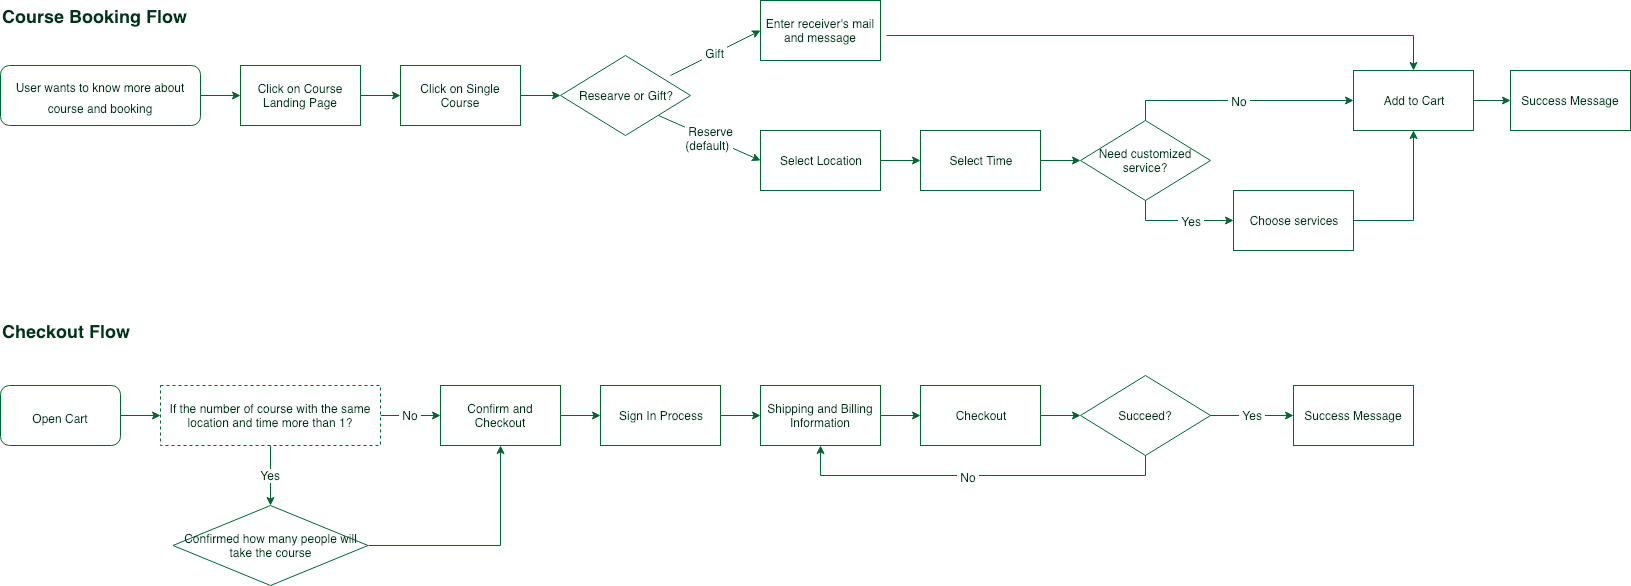 Course Booking Flow
User wants to know more about
course and booking
Click on Course
Landing Page
Click on Single
Course
Researve or Gift?
Gift
Enter receiver's mail
and message
Reserve
(default)
Select Location
Select Time
Need customized
service?
No
Yes
Choose services
Add to Cart
Success Message
Checkout Flow
Open Cart
If the number of course with the same
location and time more than 1?
No
Yes
Confirmed how many people will
take the course
Confirm and
Checkout
Sign In Process
Shipping and Billing
Information
Checkout
Succeed?
No
Yes
Success Message